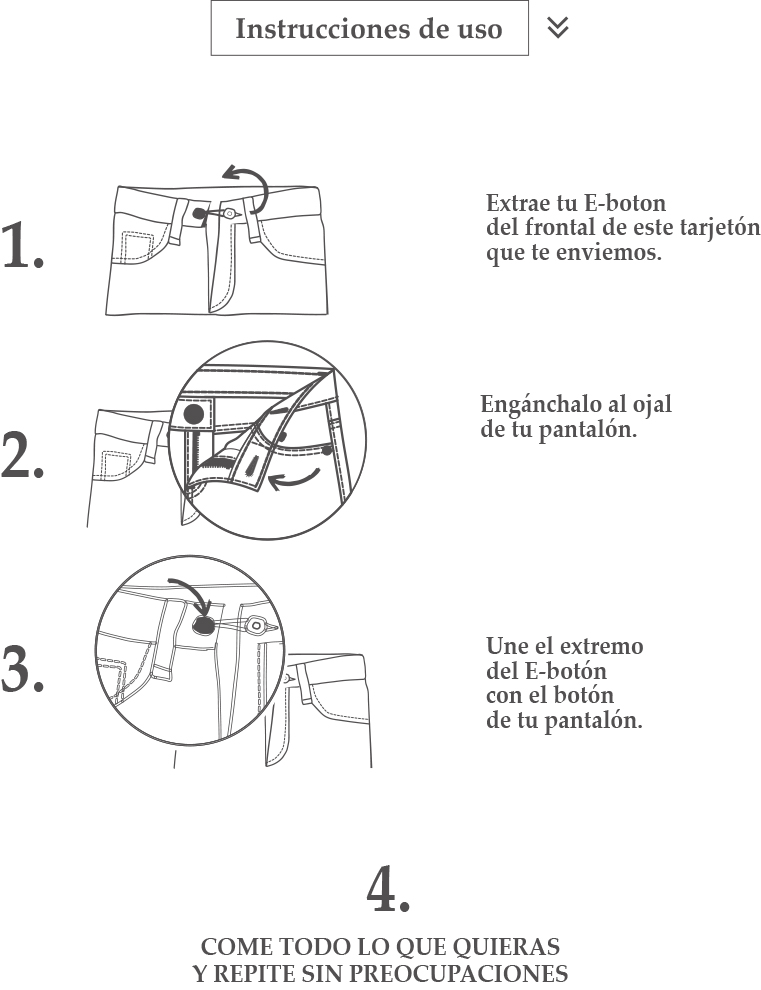 Instrucciones de uso
1.
Extrae tu E-boton
del frontal de este tarjetón
que te enviemos.
2.
Engánchalo al ojal
de tu pantalón.
3.
Une el extremo
del E-botón
con el botón
de tu pantalón.
4.
COME TODO LO QUE QUIERAS
Y REPITE SIN PREOCUPACIONES